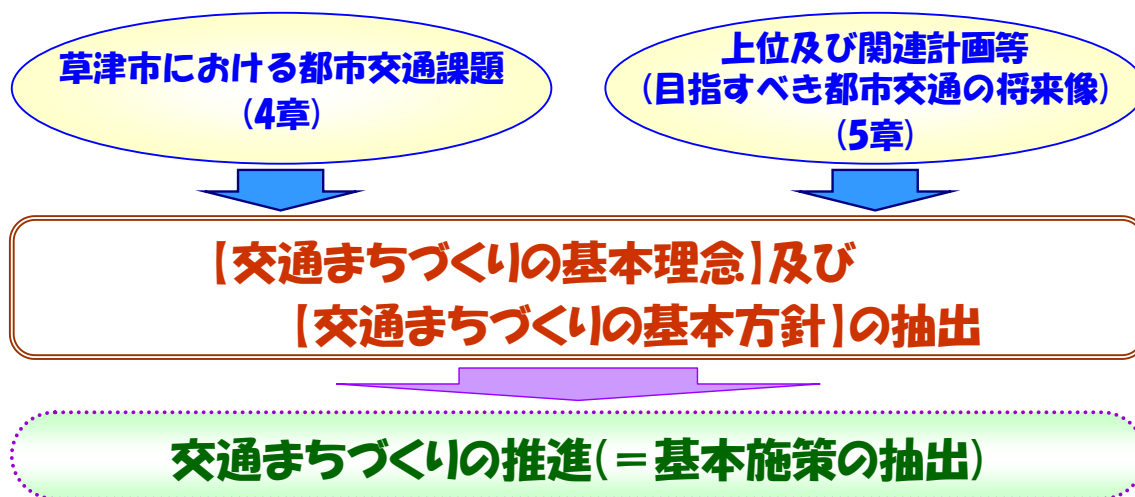 草津市における都市交通課題
(4章)
上位及び関連計画等
(目指すべき都市交通の将来像)
(5章)
【交通まちづくりの基本理念】及び
【交通まちづくりの基本方針】の抽出
交通まちづくりの推進(=基本施策の抽出)